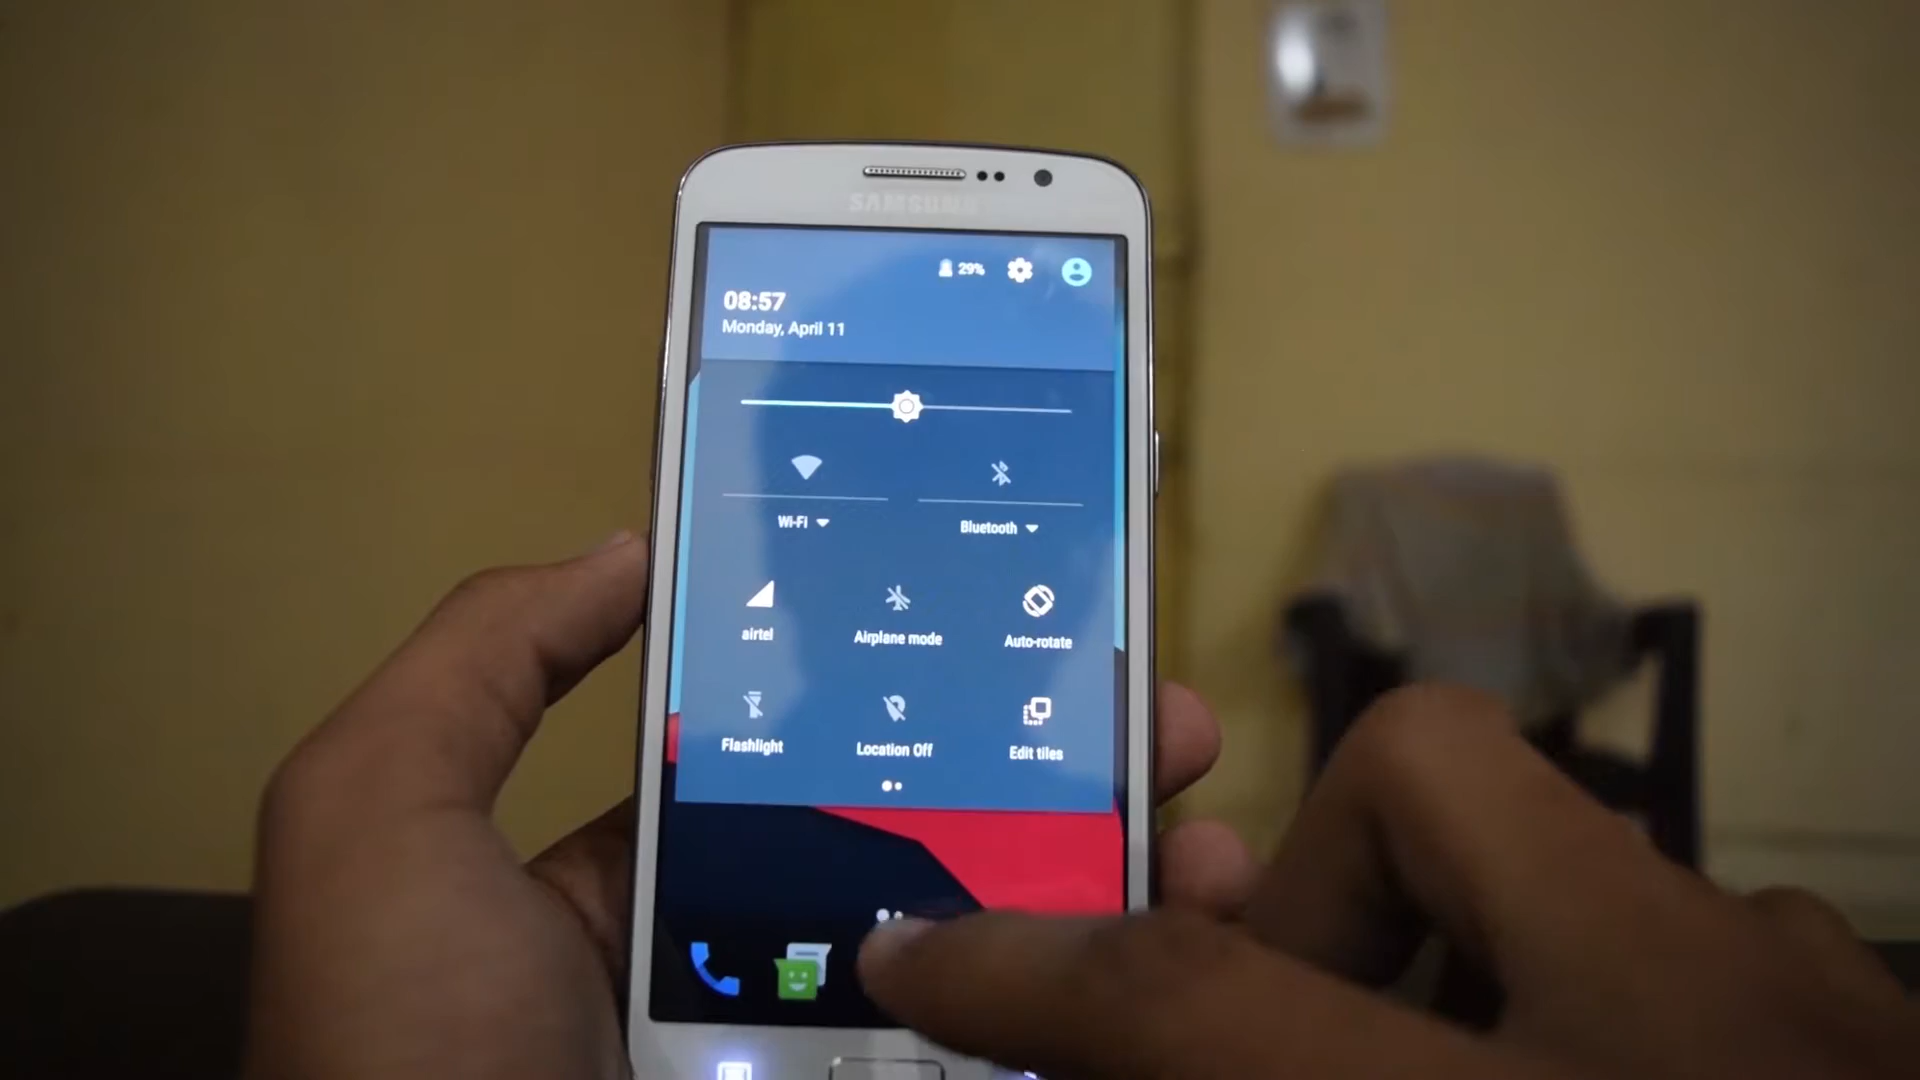 SAMSUNG
29%
08:57
Monday, April 11
Wi-Fi
Bluetooth
airtel
Airplane mode
Auto-rotate
Flashlight
Location Off
Edit tiles